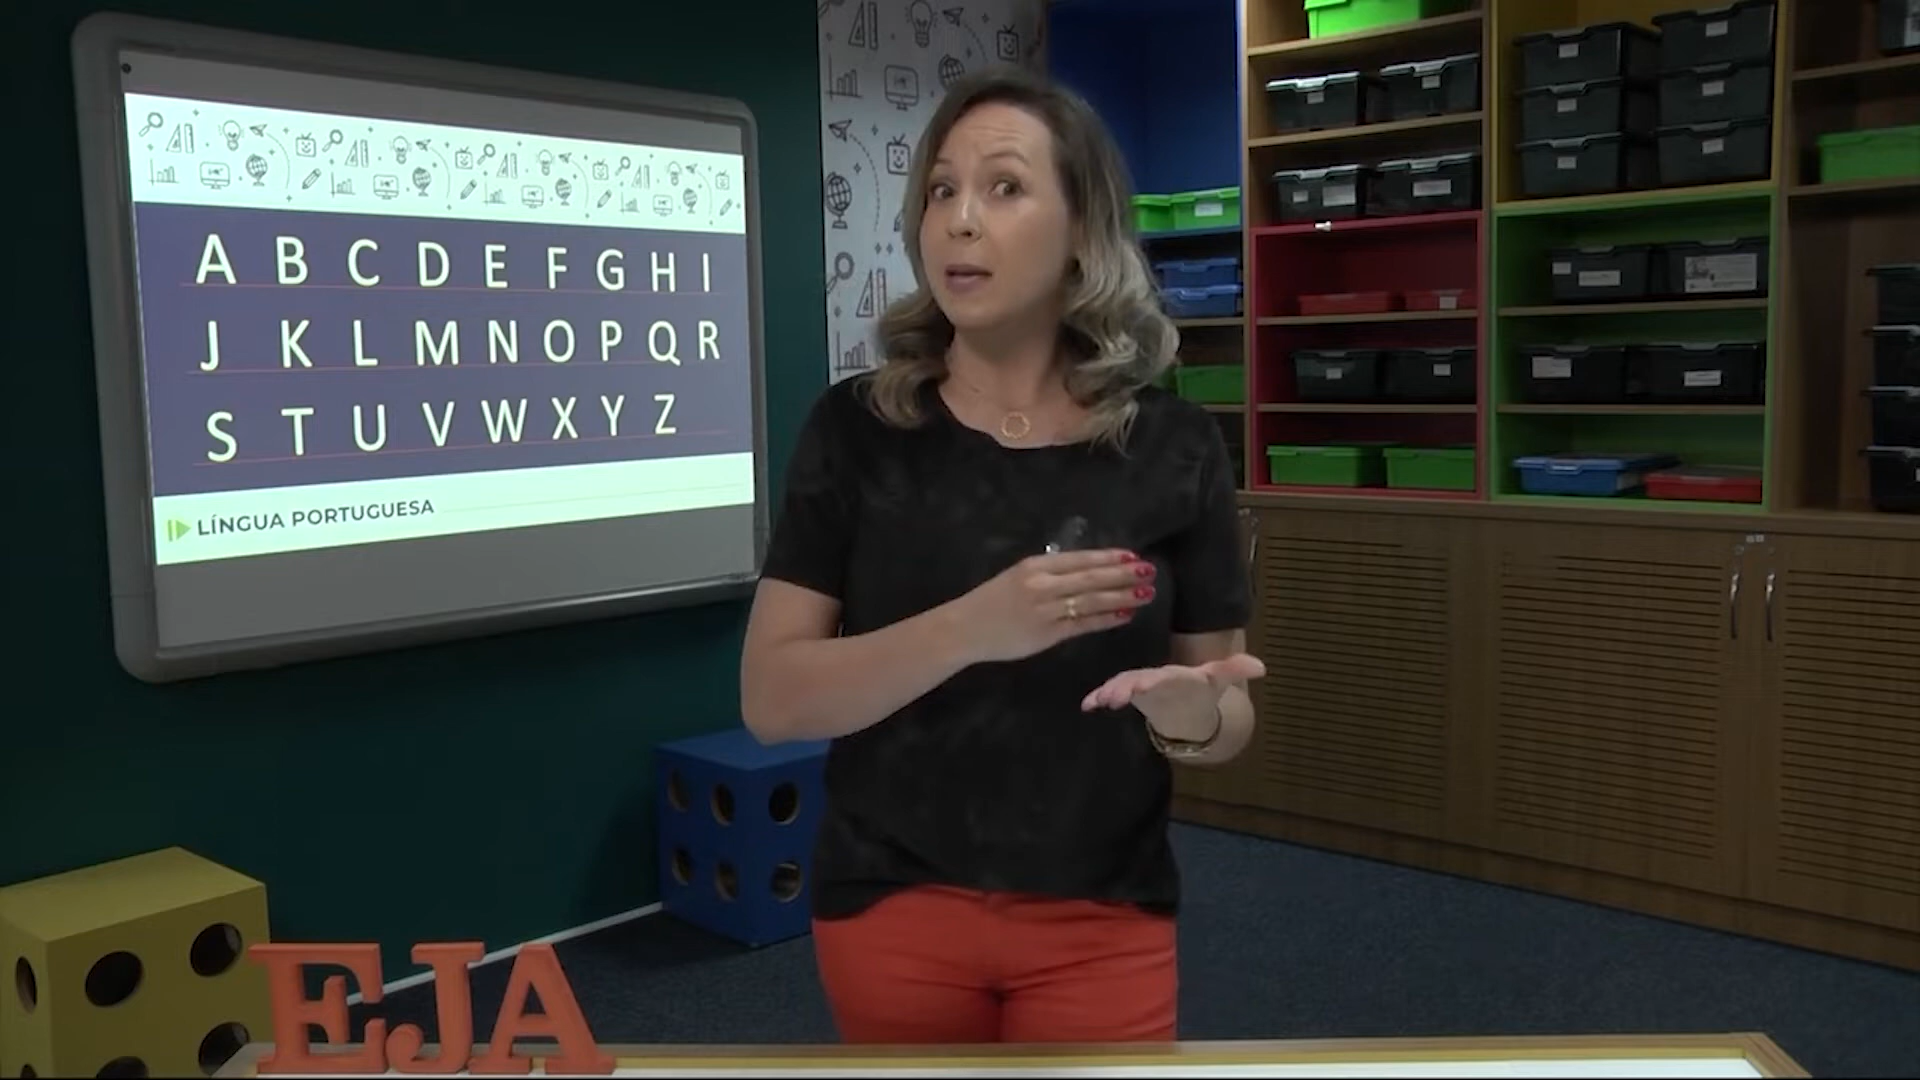 A B C D E F G H I
J K L M N O P Q R
S T U V W X Y Z
LÍNGUA PORTUGUESA
EJA